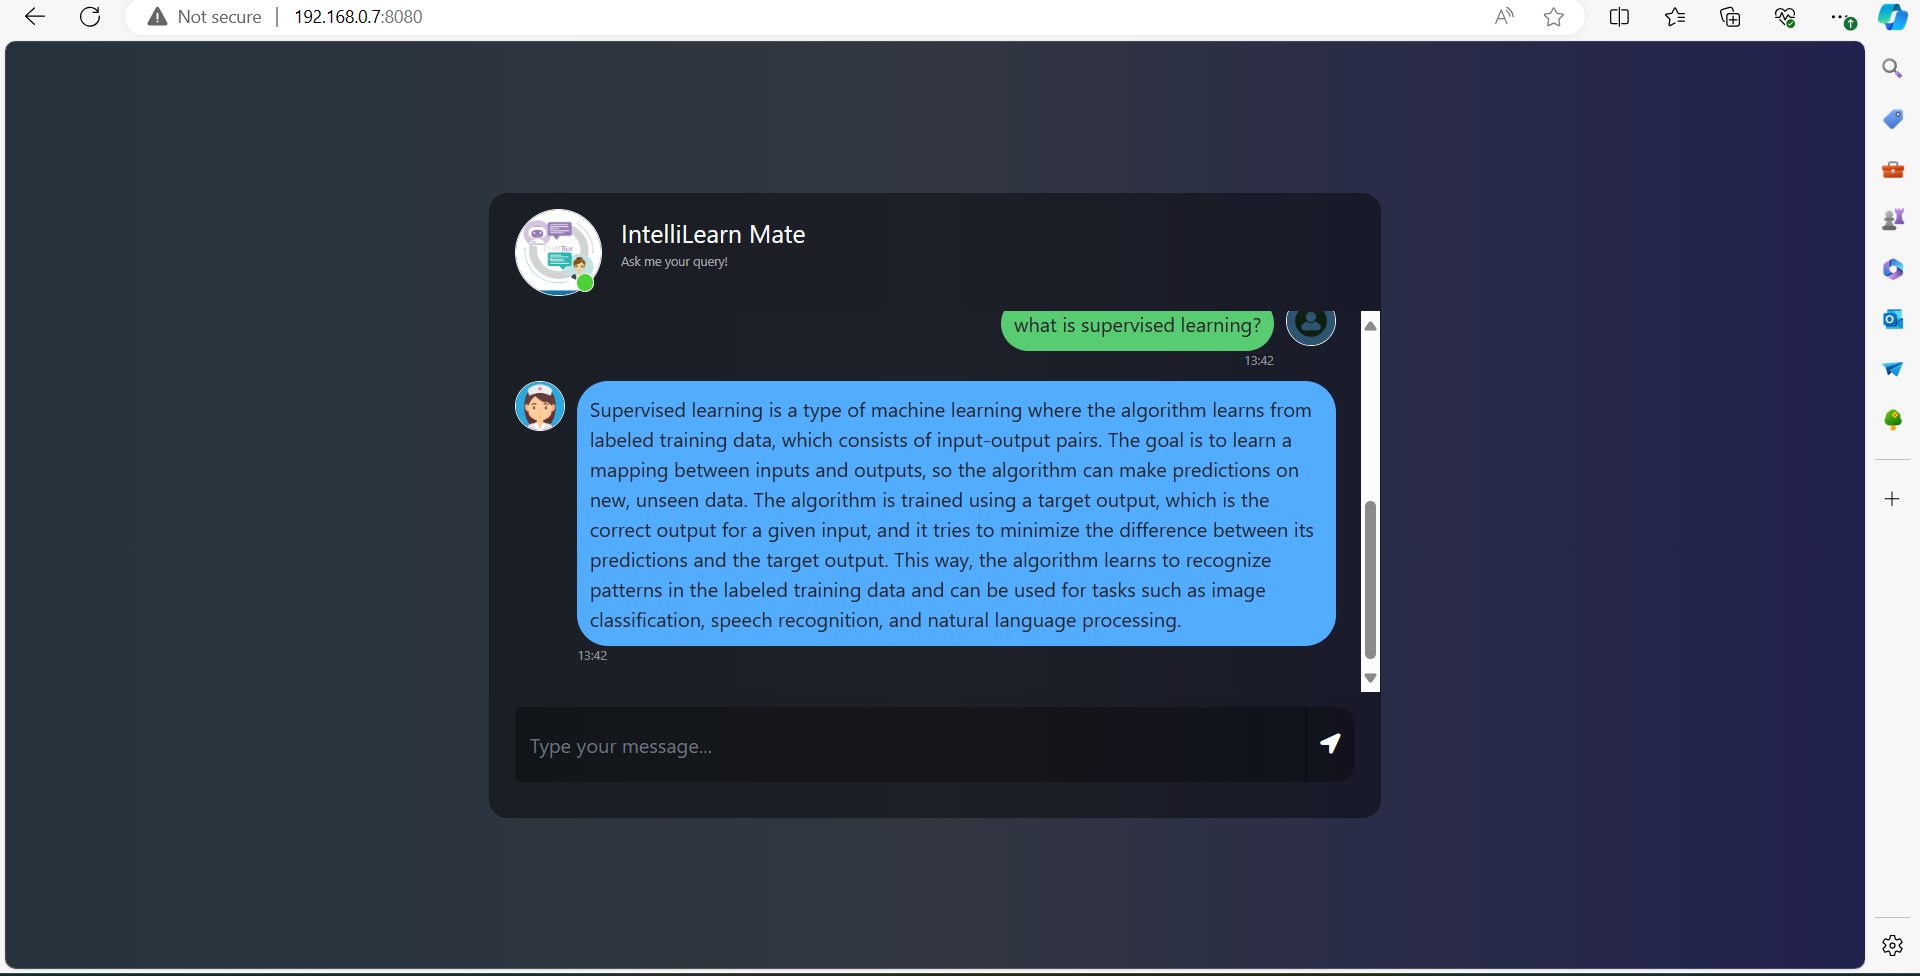 Not secure
192.168.0.7:8080
IntelliLearn Mate
CHATBot
Ask me your query!
what is supervised learning?
13:42
Supervised learning is a type of machine learning where the algorithm learns from
labeled training data, which consists of input-output pairs. The goal is to learn a
mapping between inputs and outputs, so the algorithm can make predictions on
new, unseen data. The algorithm is trained using a target output, which is the
correct output for a given input, and it tries to minimize the difference between its
predictions and the target output. This way, the algorithm learns to recognize
patterns in the labeled training data and can be used for tasks such as image
classification, speech recognition, and natural language processing.
13:42
Type your message...